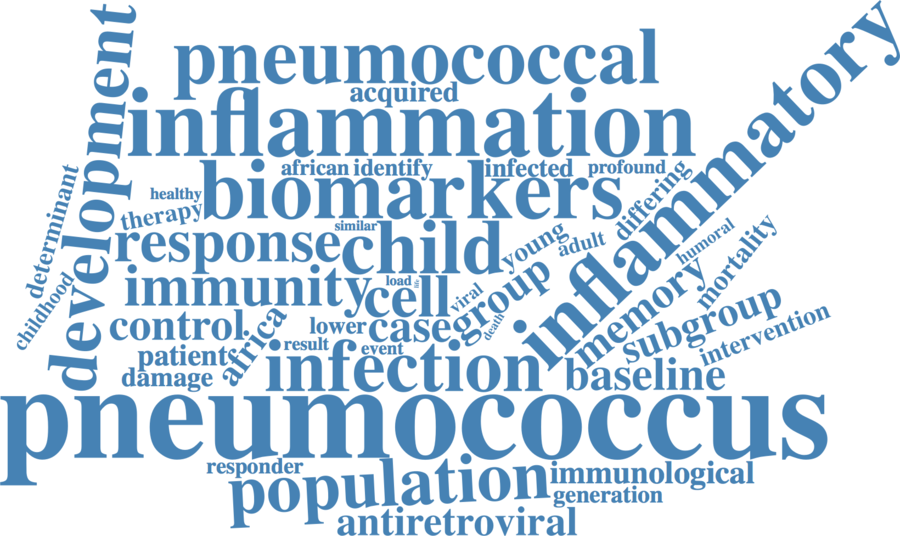 pneumococcal
inflammatory
development
acquired
inflammation
african
identify
infected
profound
biomarkers
differing
determinant
healthy
therapy
similar
response
child
young
adult
humoral
mortality
childhood
immunity
load
life
cell
viral
group
memory
subgroup
control
africa
lower
case
death
intervention
patient
result
event
damage
infection
baseline
pneumococcus
responder
population
immunological
generation
antiretroviral